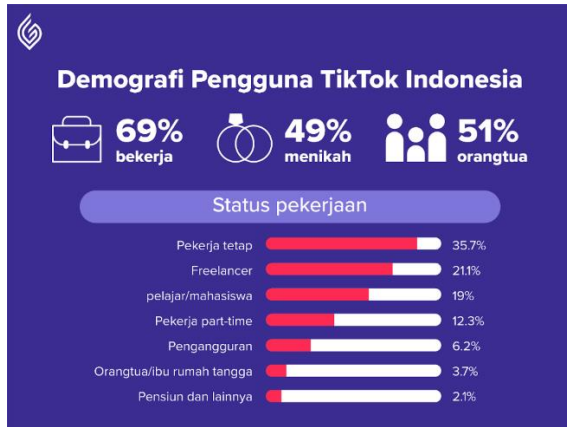 Demografi Pengguna TikTok Indonesia
69%
bekerja
49%
menikah
51%
orangtua
Status pekerjaan
Pekerja tetap 35.7%
Freelancer 21.1%
pelajar/mahasiswa 19%
Pekerja part-time 12.3%
Pengangguran 6.2%
Orangtua/ibu rumah tangga 3.7%
Pensiun dan lainnya 2.1%